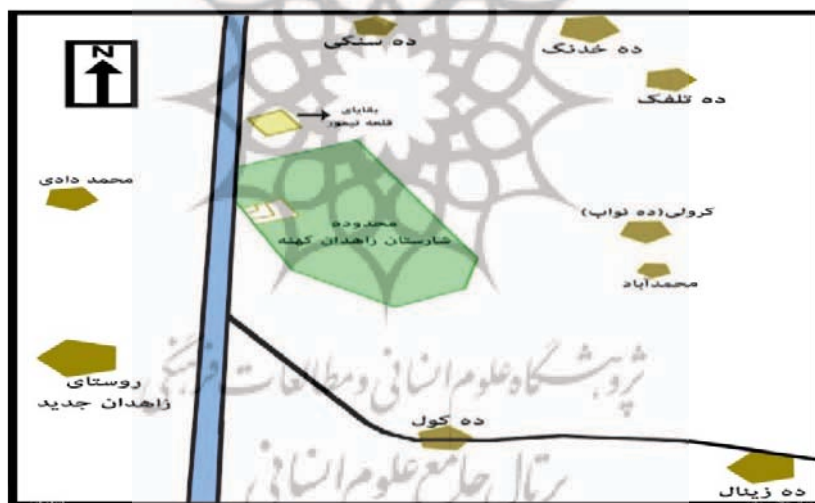 ده سنگی
ده خدنگ
N
ده تلفک
بقایای
قلعه تیمور
محمد دادی
محدوده
شارستان زاهدان کهنه
کرولی(ده نواب)
محمدآباد
روستای
زاهدان جدید
ده کول
ده زینال
پژوهشگاه علوم انسانی و مطالعات فرهنگی
پرتال جامع علوم انسانی